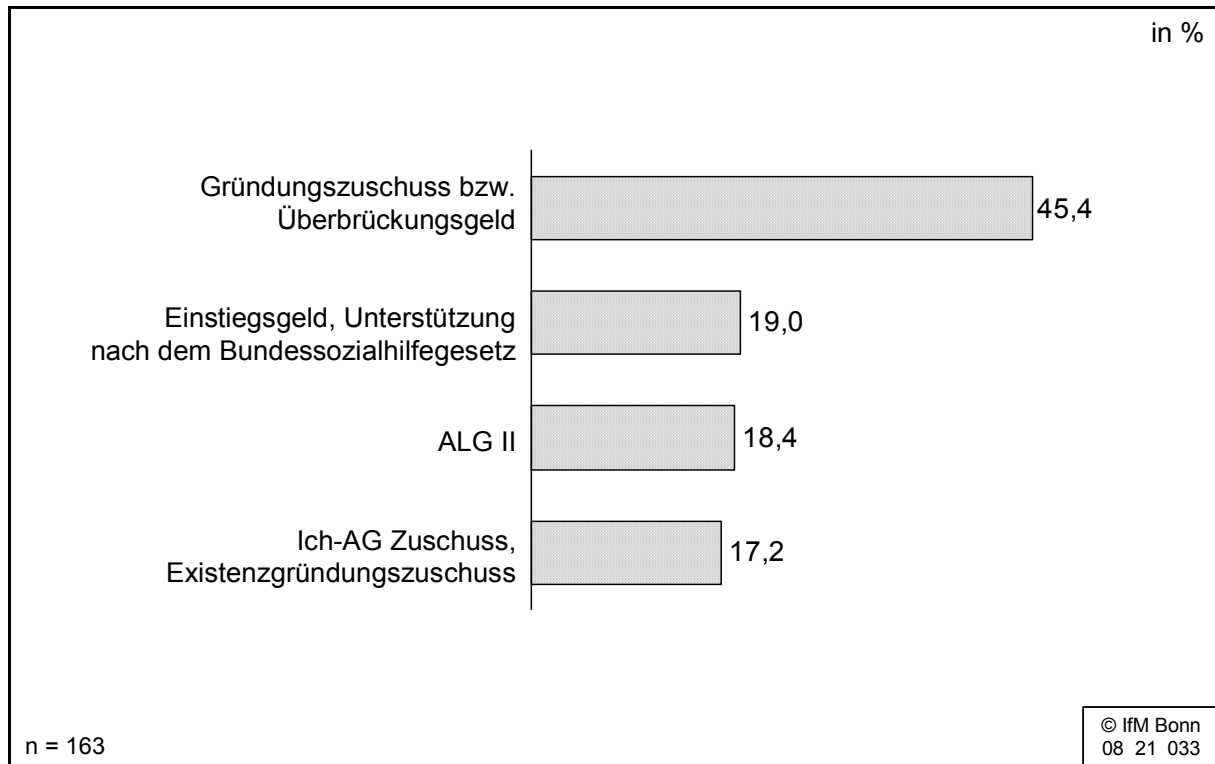 in %
Gründungszuschuss bzw.
Überbrückungsgeld
45,4
Einstiegsgeld, Unterstützung
nach dem Bundessozialhilfegesetz
19,0
ALG II
18,4
Ich-AG Zuschuss,
Existenzgründungszuschuss
17,2
n = 163
© IfM Bonn
08 21 033